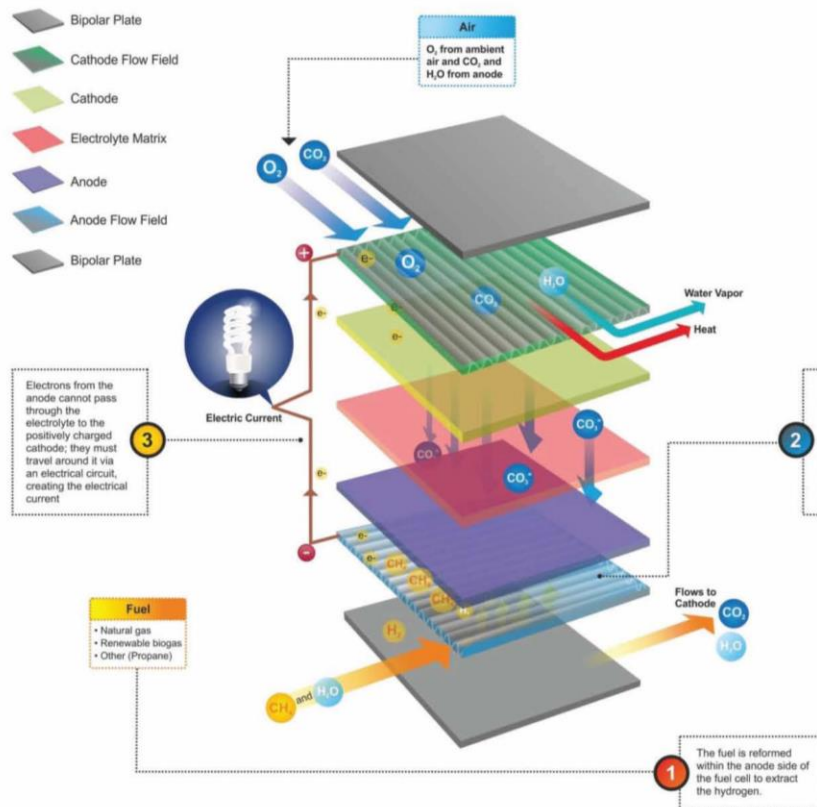 Bipolar Plate
Cathode Flow Field
Cathode
Electrolyte Matrix
Anode
Anode Flow Field
Bipolar Plate
Air
O₂ from ambient
air and CO₂ and
H₂O from anode
O₂
CO₂
+
e-
O₂
CO₂
H₂O
Water Vapor
Heat
e-
e-
e-
Electric Current
Electrons from the
anode cannot pass
through the
electrolyte to the
positively charged
cathode; they must
travel around it via
an electrical circuit,
creating the electrical
current
3
2
CO₃⁼
CO₃⁼
CO₃⁼
e-
-
e-
e-
CH₄
CH₄
CH₄
H₂
H₂
Flows to
Cathode
CO₂
H₂O
Fuel
• Natural gas
• Renewable biogas
• Other (Propane)
CH₄ and H₂O
1
The fuel is reformed
within the anode side of
the fuel cell to extract
the hydrogen.